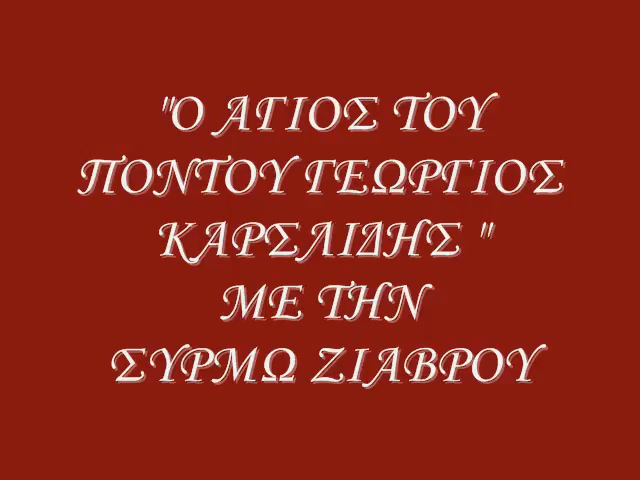 "Ο ΑΓΙΟΣ ΤΟΥ
ΠΟΝΤΟΥ ΓΕΩΡΓΙΟΣ
ΚΑΡΣΛΙΔΗΣ "
ΜΕ ΤΗΝ
ΣΥΡΜΩ ΖΙΑΒΡΟΥ